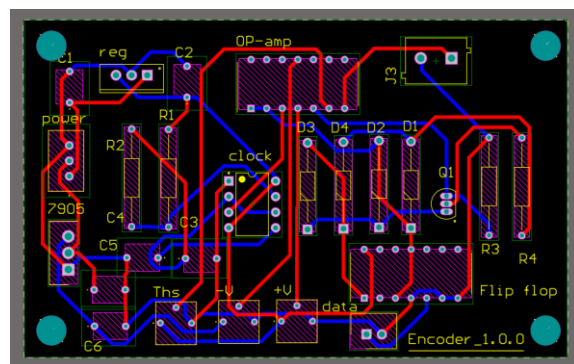 reg
C2
OP-amp
C1
J3
power
R1
R2
D3
D4
D2
D1
clock
Q1
7905
C4
C3
C5
R3
R4
Ths
-V
+V
data
Flip flop
C6
Encoder_1.0.0